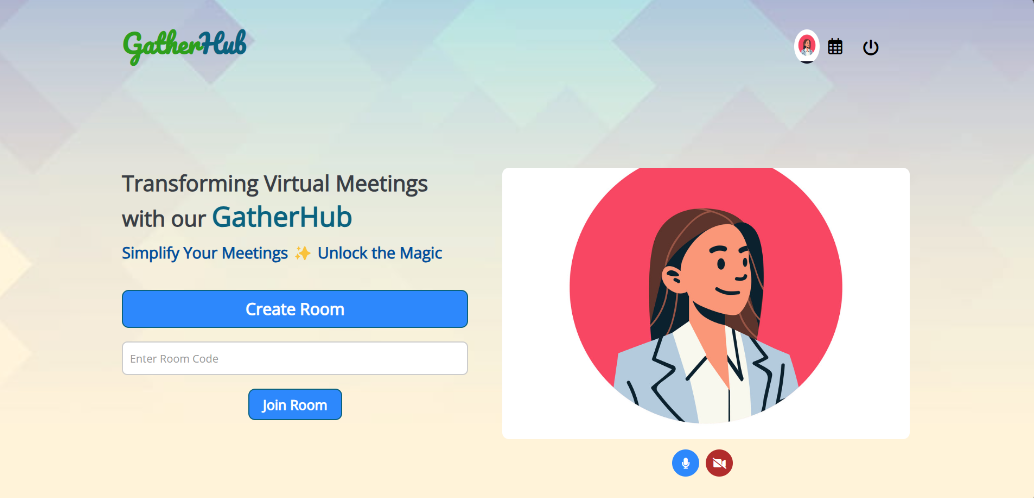 GatherHub
Transforming Virtual Meetings
with our GatherHub
Simplify Your Meetings ✨ Unlock the Magic
Create Room
Enter Room Code
Join Room